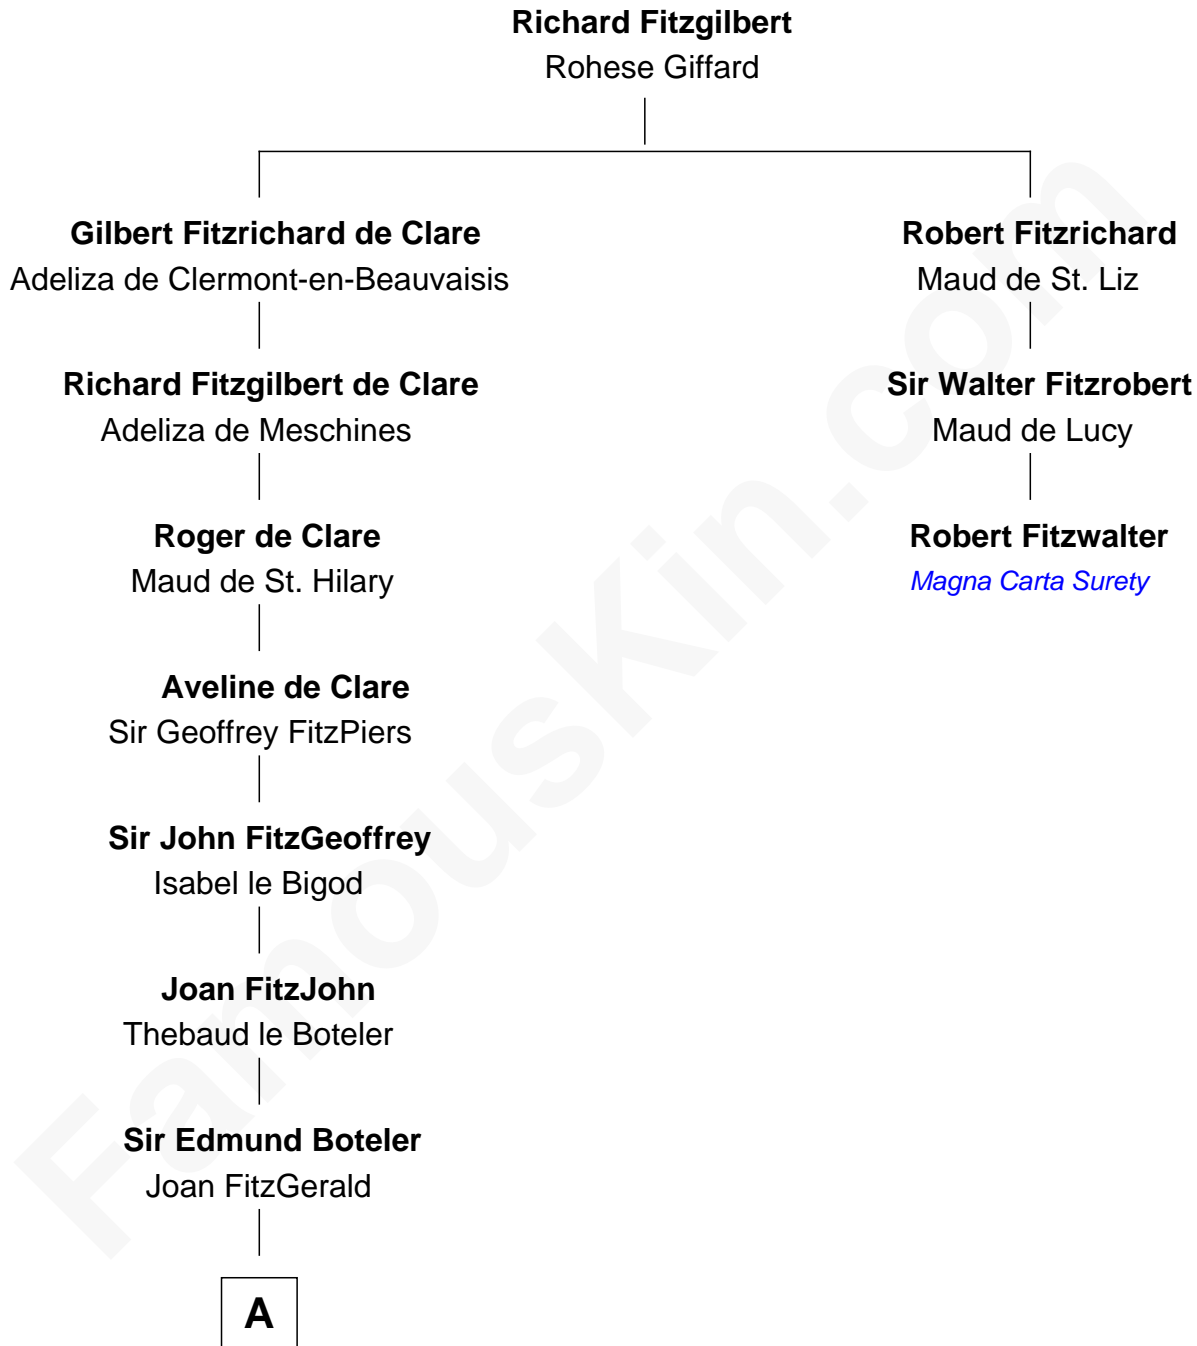 Richard Fitzgilbert
Rohese Giffard
Gilbert Fitzrichard de Clare
Adeliza de Clermont-en-Beauvaisis
Robert Fitzrichard
Maud de St. Liz
Richard Fitzgilbert de Clare
Adeliza de Meschines
Sir Walter Fitzrobert
Maud de Lucy
Roger de Clare
Maud de St. Hilary
Robert Fitzwalter
Magna Carta Surety
Aveline de Clare
Sir Geoffrey FitzPiers
Sir John FitzGeoffrey
Isabel le Bigod
Joan FitzJohn
Thebaud le Boteler
Sir Edmund Boteler
Joan FitzGerald
A
FamousKin.com